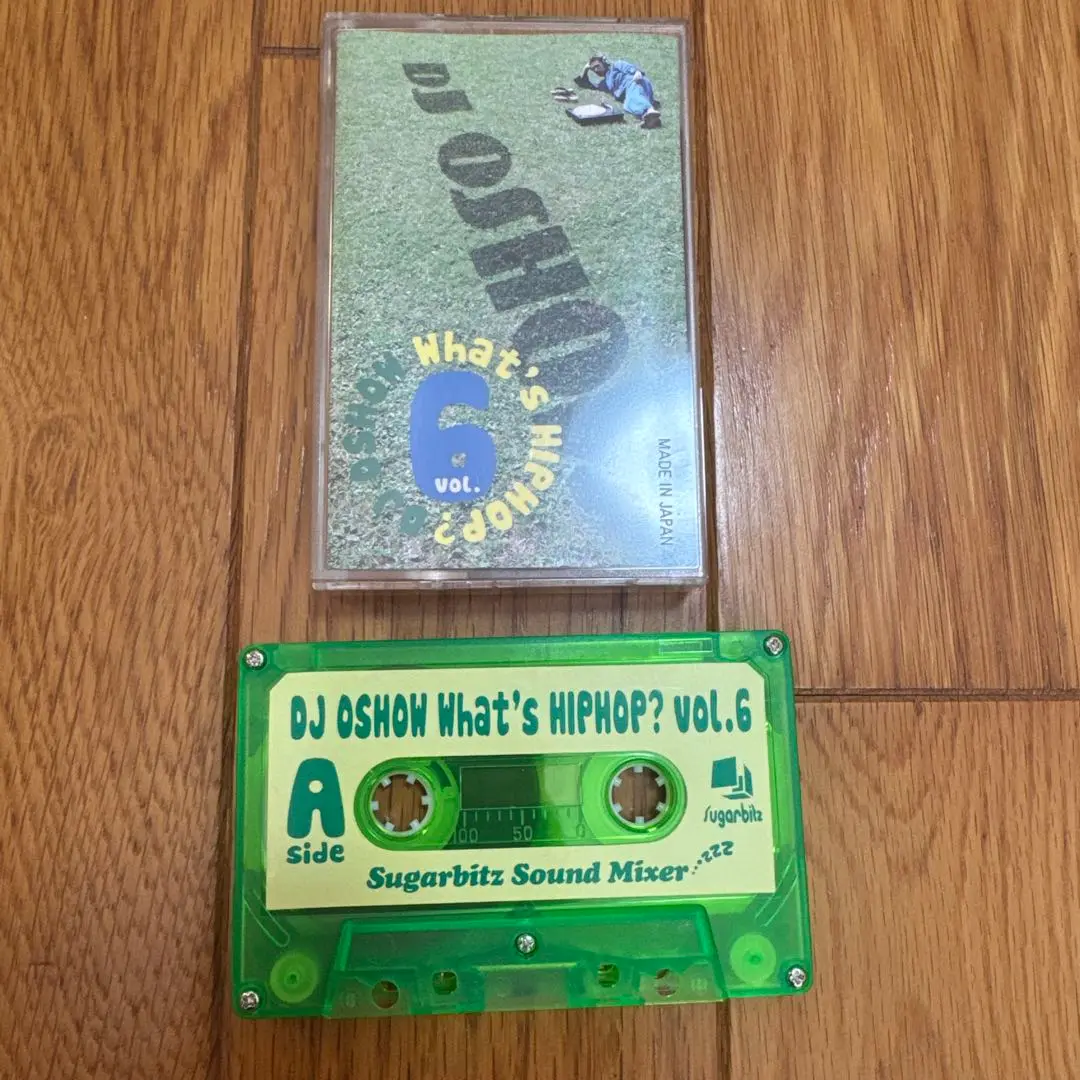 DJ OSHO
What's HIPHOP?
DJ OSHOW
6
VOL.
MADE IN JAPAN
DJ OSHOW What's HIPHOP? VOL.6
A
side
100 50 0
sugarbitz
Sugarbitz Sound Mixer...zzz